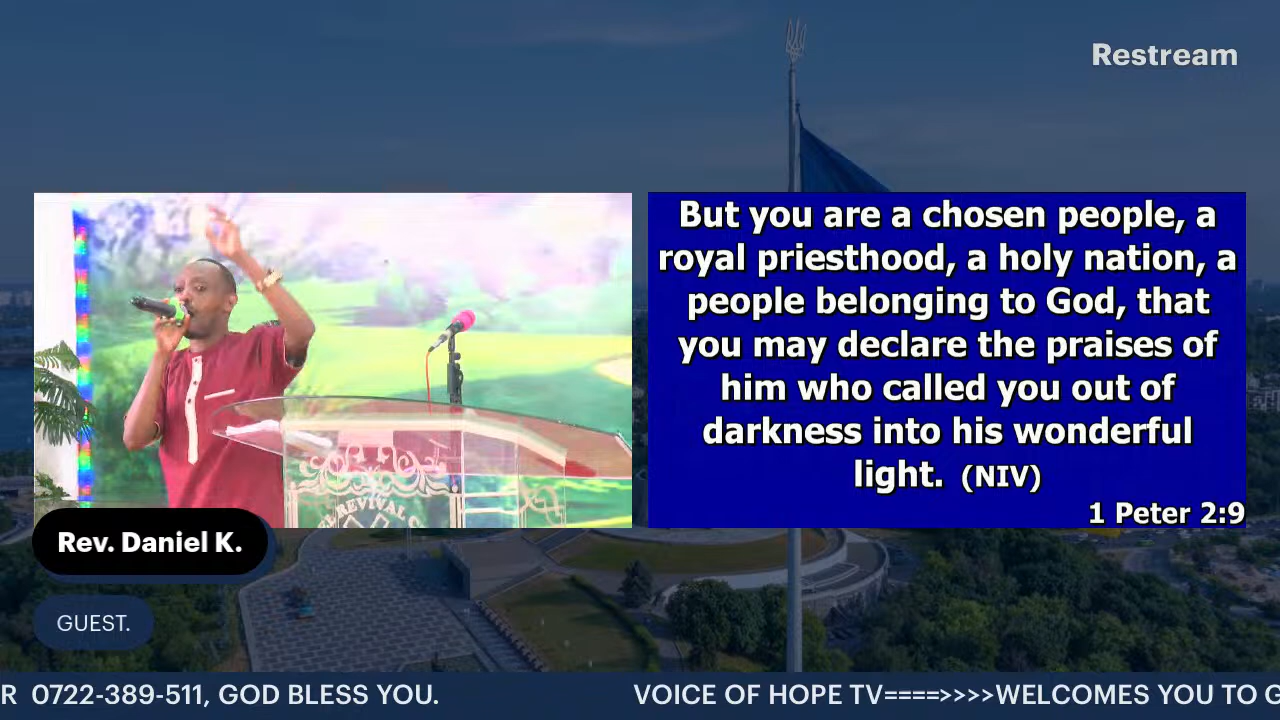 Restream
But you are a chosen people, a
royal priesthood, a holy nation, a
people belonging to God, that
you may declare the praises of
him who called you out of
darkness into his wonderful
light. (NIV)
1 Peter 2:9
REVIVAL
Rev. Daniel K.
GUEST.
R 0722-389-511, GOD BLESS YOU. VOICE OF HOPE TV====>>>>WELCOMES YOU TO G